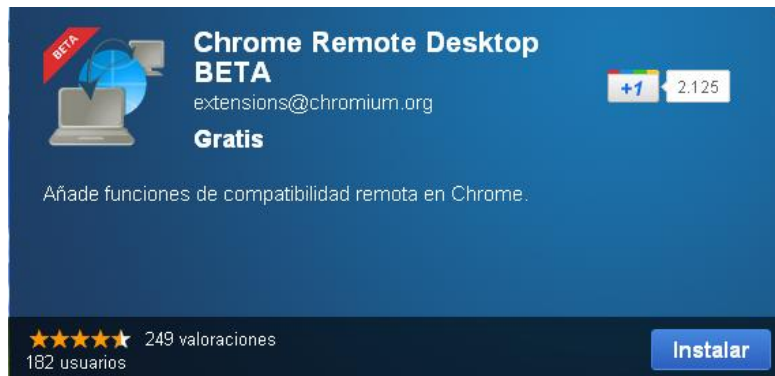 BETA
Chrome Remote Desktop
BETA
extensions@chromium.org
Gratis
+1
2.125
Añade funciones de compatibilidad remota en Chrome.
249 valoraciones
182 usuarios
Instalar